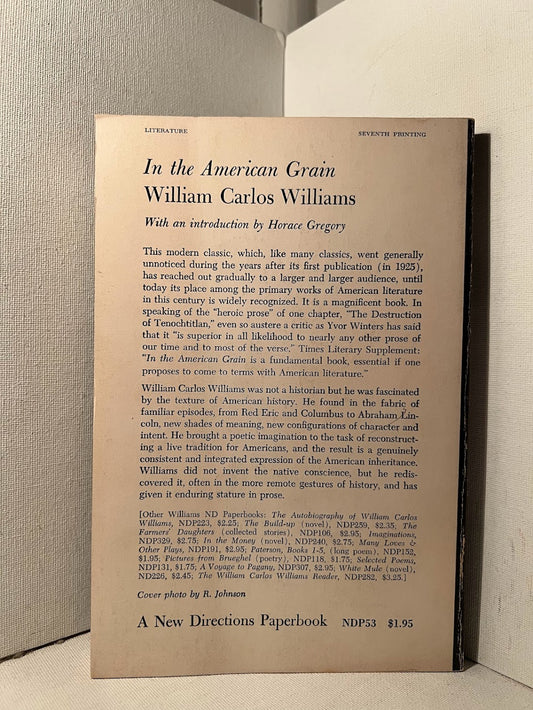 LITERATURE SEVENTH PRINTING
In the American Grain
William Carlos Williams
With an introduction by Horace Gregory
This modern classic, which, like many classics, went generally
unnoticed during the years after its first publication (in 1925),
has reached out gradually to a larger and larger audience, until
today its place among the primary works of American literature
in this century is widely recognized. It is a magnificent book. In
speaking of the "heroic prose" of one chapter, "The Destruction
of Tenochtitlan," even so austere a critic as Yvor Winters has said
that it "is superior in all likelihood to nearly any other prose of
our time and to most of the verse." Times Literary Supplement:
"In the American Grain is a fundamental book, essential if one
proposes to come to terms with American literature."
William Carlos Williams was not a historian but he was fascinated
by the texture of American history. He found in the fabric of
familiar episodes, from Red Eric and Columbus to Abraham Lin-
coln, new shades of meaning, new configurations of character and
intent. He brought a poetic imagination to the task of reconstruct-
ing a live tradition for Americans, and the result is a genuinely
consistent and integrated expression of the American inheritance.
Williams did not invent the native conscience, but he redis-
covered it, often in the more remote gestures of history, and has
given it enduring stature in prose.
[Other Williams ND Paperbooks: The Autobiography of William Carlos
Williams, NDP223, $2.25; The Build-up (novel), NDP259, $2.35, The
Farmers' Daughters (collected stories), NDP106, $2.95; Imaginations,
NDP329, $2.75; In the Money (novel), NDP240, $2.75; Many Loves &
Other Plays, NDP191, $2.95; Paterson, Books 1-5, (long poem), NDP152,
$1.95; Pictures from Brueghel (poetry), NDP118, $1.75; Selected Poems,
NDP131, $1.75; A Voyage to Pagany, NDP307, $2.95; White Mule (novel),
ND226, $2.45; The William Carlos Williams Reader, NDP282, $3.25.]
Cover photo by R. Johnson
A New Directions Paperbook NDP53 $1.95